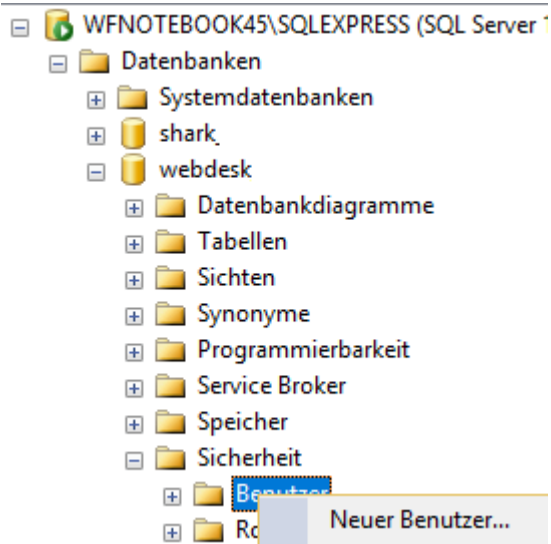 WFNOTEBOOK45\SQLEXPRESS (SQL Server
Datenbanken
Systemdatenbanken
shark
webdesk
Datenbankdiagramme
Tabellen
Sichten
Synonyme
Programmierbarkeit
Service Broker
Speicher
Sicherheit
Benutzer
Neuer Benutzer...